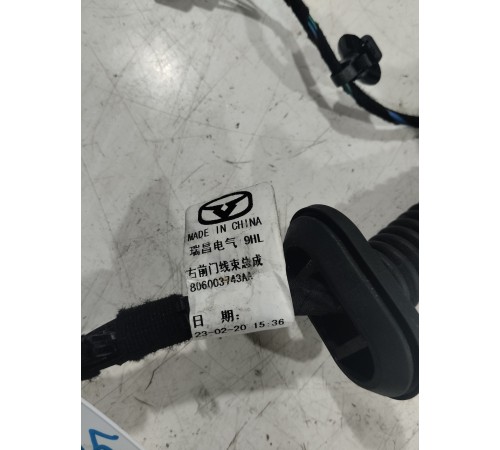 MADE IN CHINA
瑞昌电气 9HL
右前门线束总成
806003743AA
日 期:
23-02-20 15:36